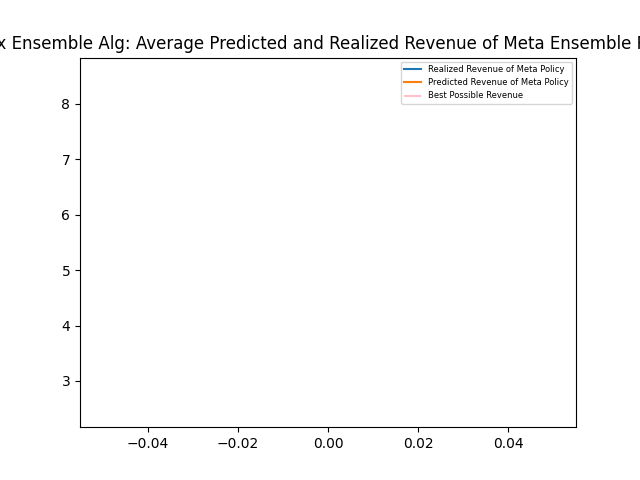 x Ensemble Alg: Average Predicted and Realized Revenue of Meta Ensemble
Realized Revenue of Meta Policy
Predicted Revenue of Meta Policy
Best Possible Revenue
8
7
6
5
4
3
−0.04 −0.02 0.00 0.02 0.04